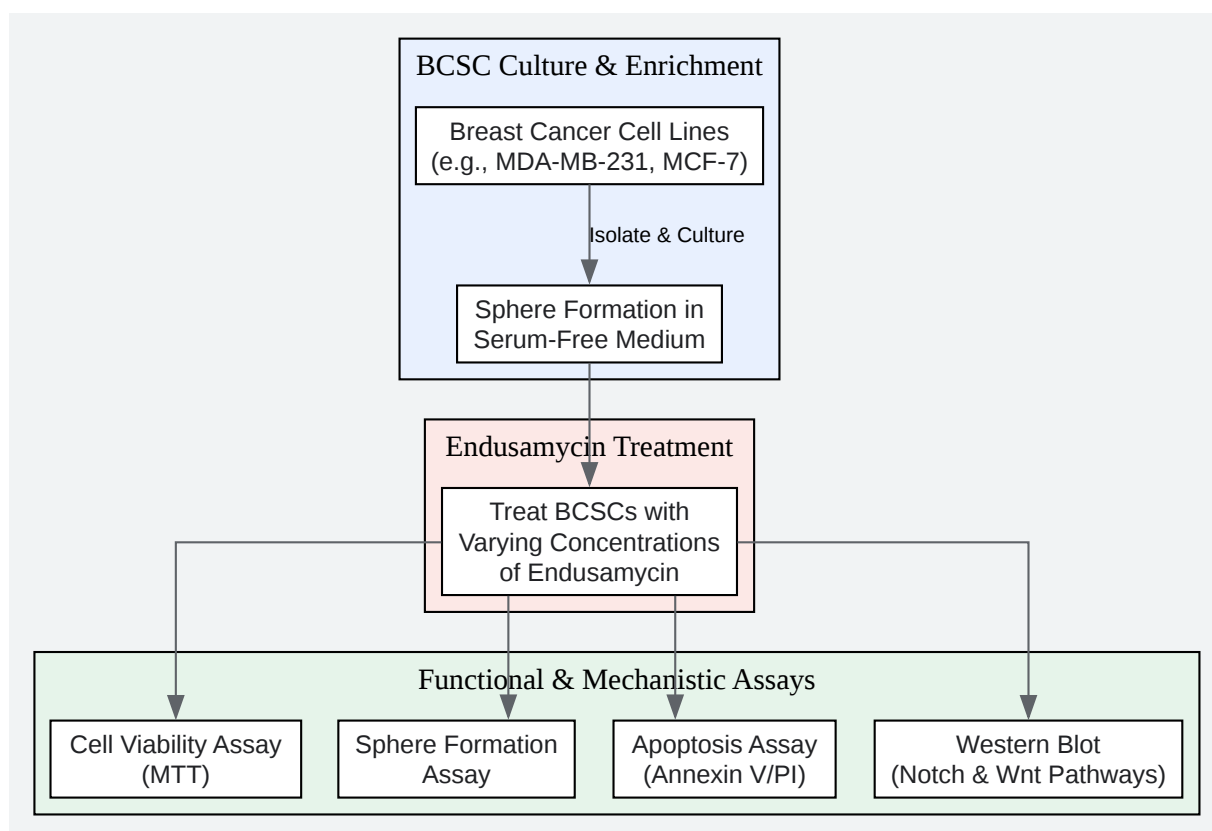 BCSC Culture & Enrichment
Breast Cancer Cell Lines
(e.g., MDA-MB-231, MCF-7)
Isolate & Culture
Sphere Formation in
Serum-Free Medium
Endusamycin Treatment
Treat BCSCs with
Varying Concentrations
of Endusamycin
Functional & Mechanistic Assays
Cell Viability Assay
(MTT)
Sphere Formation
Assay
Apoptosis Assay
(Annexin V/PI)
Western Blot
(Notch & Wnt Pathways)